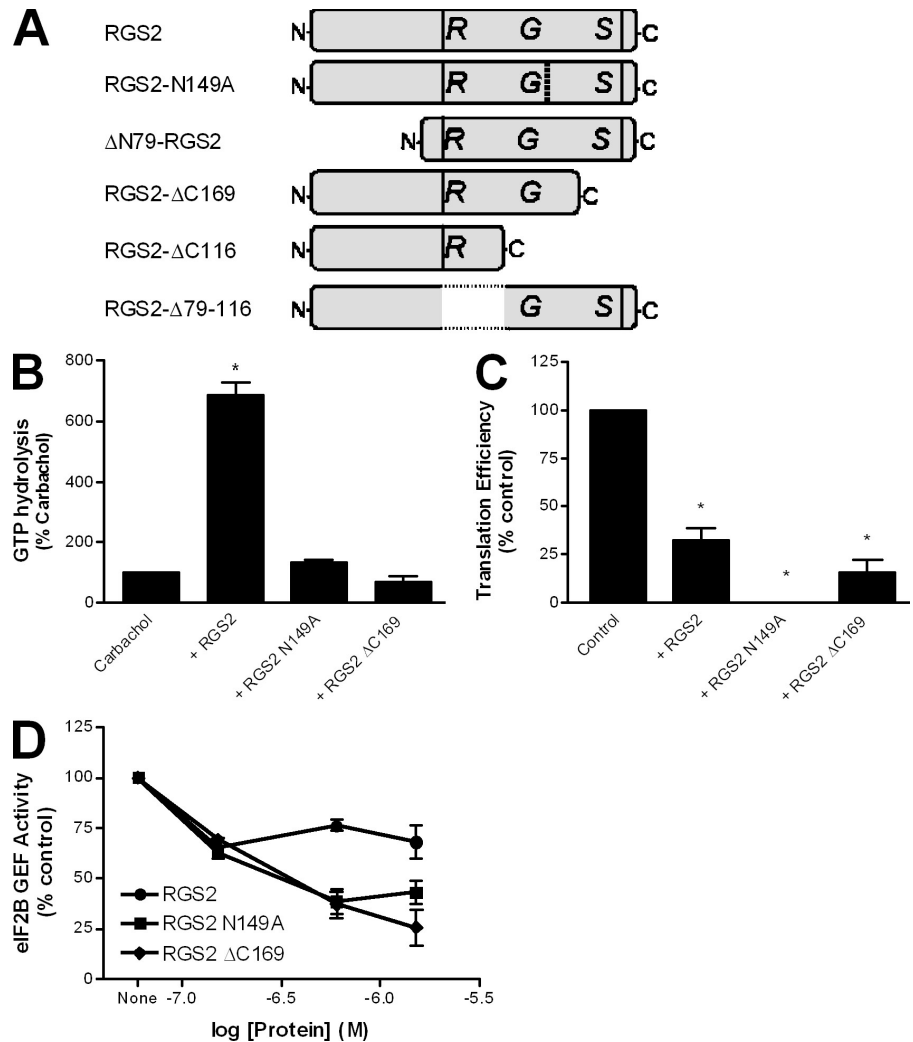 A
RGS2 N R G S C
RGS2-N149A N R G S C
ΔN79-RGS2 N R G S C
RGS2-ΔC169 N R G C
RGS2-ΔC116 N R C
RGS2-Δ79-116 N G S C
B
GTP hydrolysis
(% Carbachol)
800
600
400
200
0
*
Carbachol
+ RGS2
+ RGS2 N149A
+ RGS2 ΔC169
C
Translation Efficiency
(% control)
125
100
75
50
25
0
*
*
*
Control
+ RGS2
+ RGS2 N149A
+ RGS2 ΔC169
D
eIF2B GEF Activity
(% control)
125
100
75
50
25
0
RGS2
RGS2 N149A
RGS2 ΔC169
None -7.0 -6.5 -6.0 -5.5
log [Protein] (M)